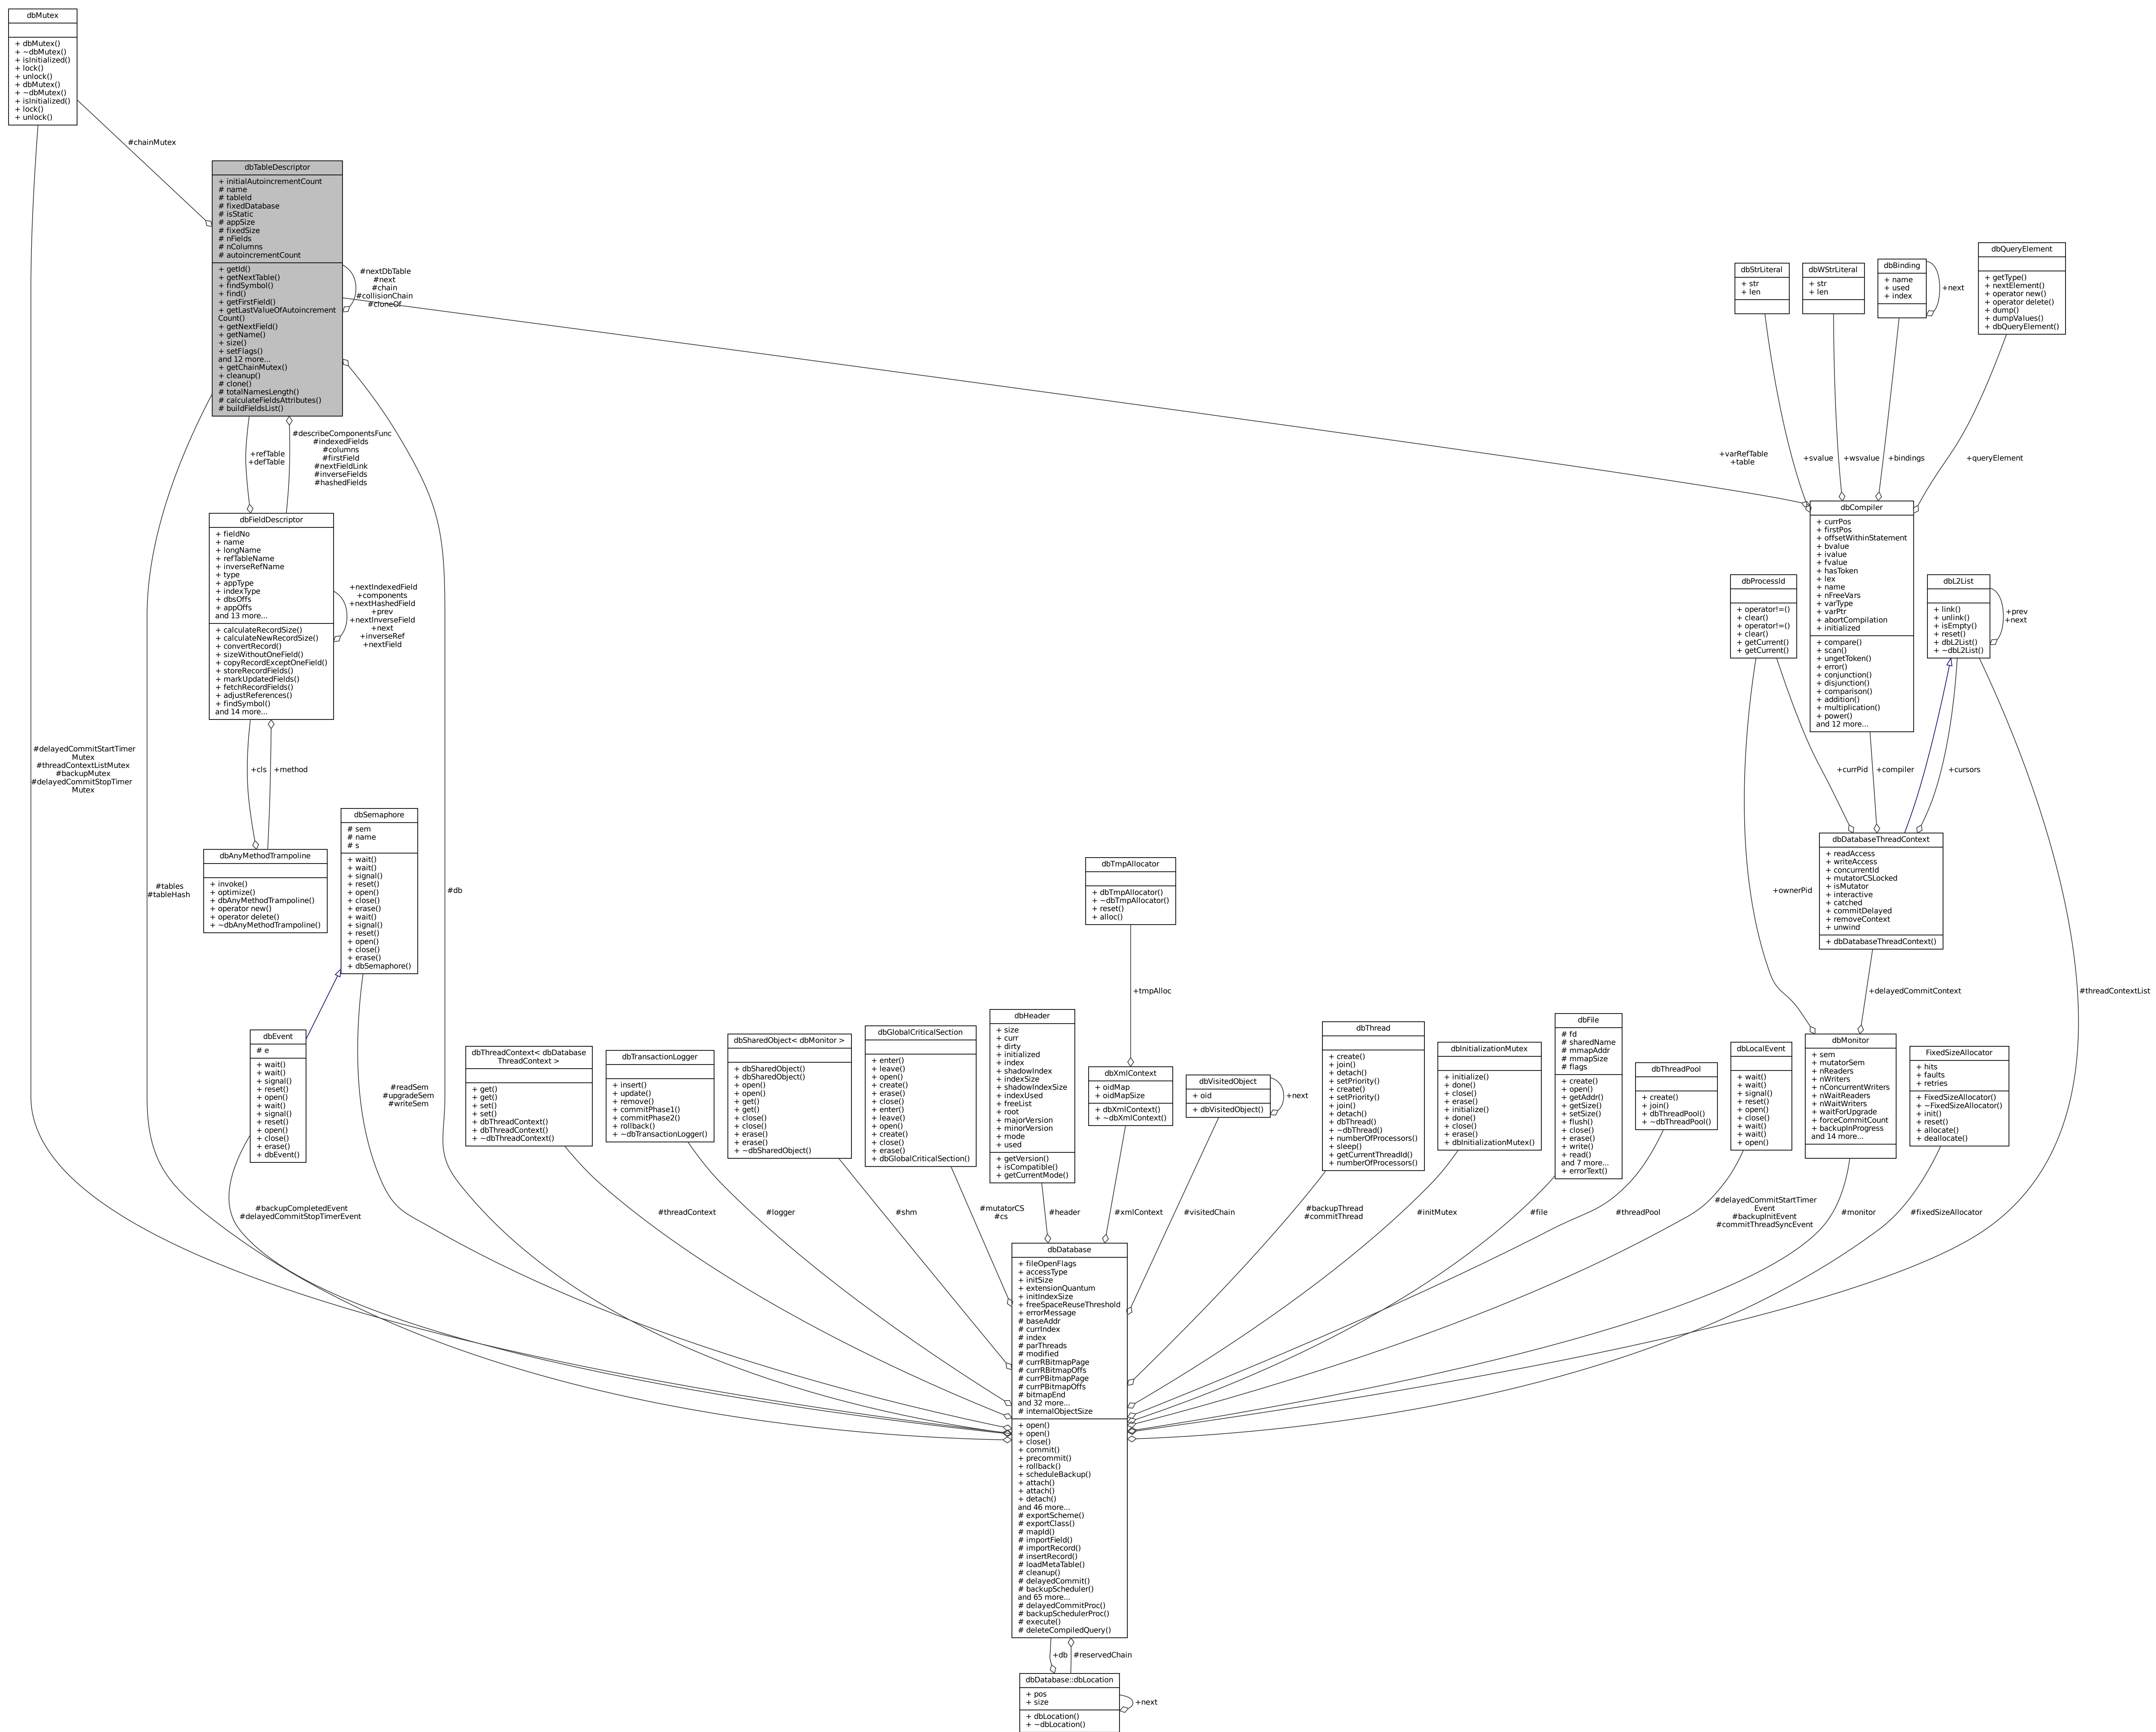 dbMutex
+ dbMutex()
+ ~dbMutex()
+ isInitialized()
+ lock()
+ unlock()
+ dbMutex()
+ ~dbMutex()
+ isInitialized()
+ lock()
+ unlock()
#chainMutex
dbTableDescriptor
+ initialAutoincrementCount
# name
# tableId
# fixedDatabase
# isStatic
# appSize
# fixedSize
# nFields
# nColumns
# autoincrementCount
+ getId()
+ getNextTable()
+ findSymbol()
+ find()
+ getFirstField()
+ getLastValueOfAutoincrement
Count()
+ getNextField()
+ getName()
+ size()
+ setFlags()
and 12 more...
+ getChainMutex()
+ cleanup()
# clone()
# totalNamesLength()
# calculateFieldsAttributes()
# buildFieldsList()
#nextDbTable
#next
#chain
#collisionChain
#cloneOf
dbStrLiteral
+ str
+ len
dbWStrLiteral
+ str
+ len
dbBinding
+ name
+ used
+ index
+next
dbQueryElement
+ getType()
+ nextElement()
+ operator new()
+ operator delete()
+ dump()
+ dumpValues()
+ dbQueryElement()
+refTable
+defTable
#describeComponentsFunc
#indexedFields
#columns
#firstField
#nextFieldLink
#inverseFields
#hashedFields
+varRefTable
+table
+svalue
+wsvalue
+bindings
+queryElement
dbFieldDescriptor
+ fieldNo
+ name
+ longName
+ refTableName
+ inverseRefName
+ type
+ appType
+ indexType
+ dbsOffs
+ appOffs
and 13 more...
+ calculateRecordSize()
+ calculateNewRecordSize()
+ convertRecord()
+ sizeWithoutOneField()
+ copyRecordExceptOneField()
+ storeRecordFields()
+ markUpdatedFields()
+ fetchRecordFields()
+ adjustReferences()
+ findSymbol()
and 14 more...
+nextIndexedField
+components
+nextHashedField
+prev
+nextInverseField
+next
+inverseRef
+nextField
dbCompiler
+ currPos
+ firstPos
+ offsetWithinStatement
+ bvalue
+ ivalue
+ fvalue
+ hasToken
+ lex
+ name
+ nFreeVars
+ varType
+ varPtr
+ abortCompilation
+ initialized
+ compare()
+ scan()
+ ungetToken()
+ error()
+ conjunction()
+ disjunction()
+ comparison()
+ addition()
+ multiplication()
+ power()
and 12 more...
dbProcessId
+ operator!=()
+ clear()
+ operator!=()
+ clear()
+ getCurrent()
+ getCurrent()
dbL2List
+ link()
+ unlink()
+ isEmpty()
+ reset()
+ dbL2List()
+ ~dbL2List()
+prev
+next
#delayedCommitStartTimer
Mutex
#threadContextListMutex
#backupMutex
#delayedCommitStopTimer
Mutex
+cls
+method
+currPid
+compiler
+cursors
dbSemaphore
# sem
# name
# s
+ wait()
+ wait()
+ signal()
+ reset()
+ open()
+ close()
+ erase()
+ wait()
+ signal()
+ reset()
+ open()
+ close()
+ erase()
+ dbSemaphore()
dbAnyMethodTrampoline
+ invoke()
+ optimize()
+ dbAnyMethodTrampoline()
+ operator new()
+ operator delete()
+ ~dbAnyMethodTrampoline()
#tables
#tableHash
#db
dbTmpAllocator
+ dbTmpAllocator()
+ ~dbTmpAllocator()
+ reset()
+ alloc()
+ownerPid
dbDatabaseThreadContext
+ readAccess
+ writeAccess
+ concurrentId
+ mutatorCSLocked
+ isMutator
+ interactive
+ catched
+ commitDelayed
+ removeContext
+ unwind
+ dbDatabaseThreadContext()
+tmpAlloc
+delayedCommitContext
#threadContextList
dbEvent
# e
+ wait()
+ wait()
+ signal()
+ reset()
+ open()
+ wait()
+ signal()
+ reset()
+ open()
+ close()
+ erase()
+ dbEvent()
#readSem
#upgradeSem
#writeSem
dbThreadContext< dbDatabase
ThreadContext >
+ get()
+ get()
+ set()
+ set()
+ dbThreadContext()
+ dbThreadContext()
+ ~dbThreadContext()
dbTransactionLogger
+ insert()
+ update()
+ remove()
+ commitPhase1()
+ commitPhase2()
+ rollback()
+ ~dbTransactionLogger()
dbSharedObject< dbMonitor >
+ dbSharedObject()
+ dbSharedObject()
+ open()
+ open()
+ get()
+ get()
+ close()
+ close()
+ erase()
+ erase()
+ ~dbSharedObject()
dbGlobalCriticalSection
+ enter()
+ leave()
+ open()
+ create()
+ erase()
+ close()
+ enter()
+ leave()
+ open()
+ create()
+ close()
+ erase()
+ dbGlobalCriticalSection()
dbHeader
+ size
+ curr
+ dirty
+ initialized
+ index
+ shadowIndex
+ indexSize
+ shadowIndexSize
+ indexUsed
+ freeList
+ root
+ majorVersion
+ minorVersion
+ mode
+ used
+ getVersion()
+ isCompatible()
+ getCurrentMode()
dbXmlContext
+ oidMap
+ oidMapSize
+ dbXmlContext()
+ ~dbXmlContext()
dbVisitedObject
+ oid
+ dbVisitedObject()
+next
dbThread
+ create()
+ join()
+ detach()
+ setPriority()
+ create()
+ setPriority()
+ join()
+ detach()
+ dbThread()
+ ~dbThread()
+ numberOfProcessors()
+ sleep()
+ getCurrentThreadId()
+ numberOfProcessors()
dbInitializationMutex
+ initialize()
+ done()
+ close()
+ erase()
+ initialize()
+ done()
+ close()
+ erase()
+ dbInitializationMutex()
dbFile
# fd
# sharedName
# mmapAddr
# mmapSize
# flags
+ create()
+ open()
+ getAddr()
+ getSize()
+ setSize()
+ flush()
+ close()
+ erase()
+ write()
+ read()
and 7 more...
+ errorText()
dbThreadPool
+ create()
+ join()
+ dbThreadPool()
+ ~dbThreadPool()
dbLocalEvent
+ wait()
+ wait()
+ signal()
+ reset()
+ open()
+ close()
+ wait()
+ wait()
+ open()
dbMonitor
+ sem
+ mutatorSem
+ nReaders
+ nWriters
+ nConcurrentWriters
+ nWaitReaders
+ nWaitWriters
+ waitForUpgrade
+ forceCommitCount
+ backupInProgress
and 14 more...
FixedSizeAllocator
+ hits
+ faults
+ retries
+ FixedSizeAllocator()
+ ~FixedSizeAllocator()
+ init()
+ reset()
+ allocate()
+ deallocate()
#backupCompletedEvent
#delayedCommitStopTimerEvent
#threadContext
#logger
#shm
#mutatorCS
#cs
#header
#xmlContext
#visitedChain
#backupThread
#commitThread
#initMutex
#file
#threadPool
#delayedCommitStartTimer
Event
#backupInitEvent
#commitThreadSyncEvent
#monitor
#fixedSizeAllocator
dbDatabase
+ fileOpenFlags
+ accessType
+ initSize
+ extensionQuantum
+ initIndexSize
+ freeSpaceReuseThreshold
+ errorMessage
# baseAddr
# currIndex
# index
# parThreads
# modified
# currRBitmapPage
# currRBitmapOffs
# currPBitmapPage
# currPBitmapOffs
# bitmapEnd
and 32 more...
# internalObjectSize
+ open()
+ open()
+ close()
+ commit()
+ precommit()
+ rollback()
+ scheduleBackup()
+ attach()
+ attach()
+ detach()
and 46 more...
# exportScheme()
# exportClass()
# mapId()
# importField()
# importRecord()
# insertRecord()
# loadMetaTable()
# cleanup()
# delayedCommit()
# backupScheduler()
and 65 more...
# delayedCommitProc()
# backupSchedulerProc()
# execute()
# deleteCompiledQuery()
+db
#reservedChain
dbDatabase::dbLocation
+ pos
+ size
+ dbLocation()
+ ~dbLocation()
+next